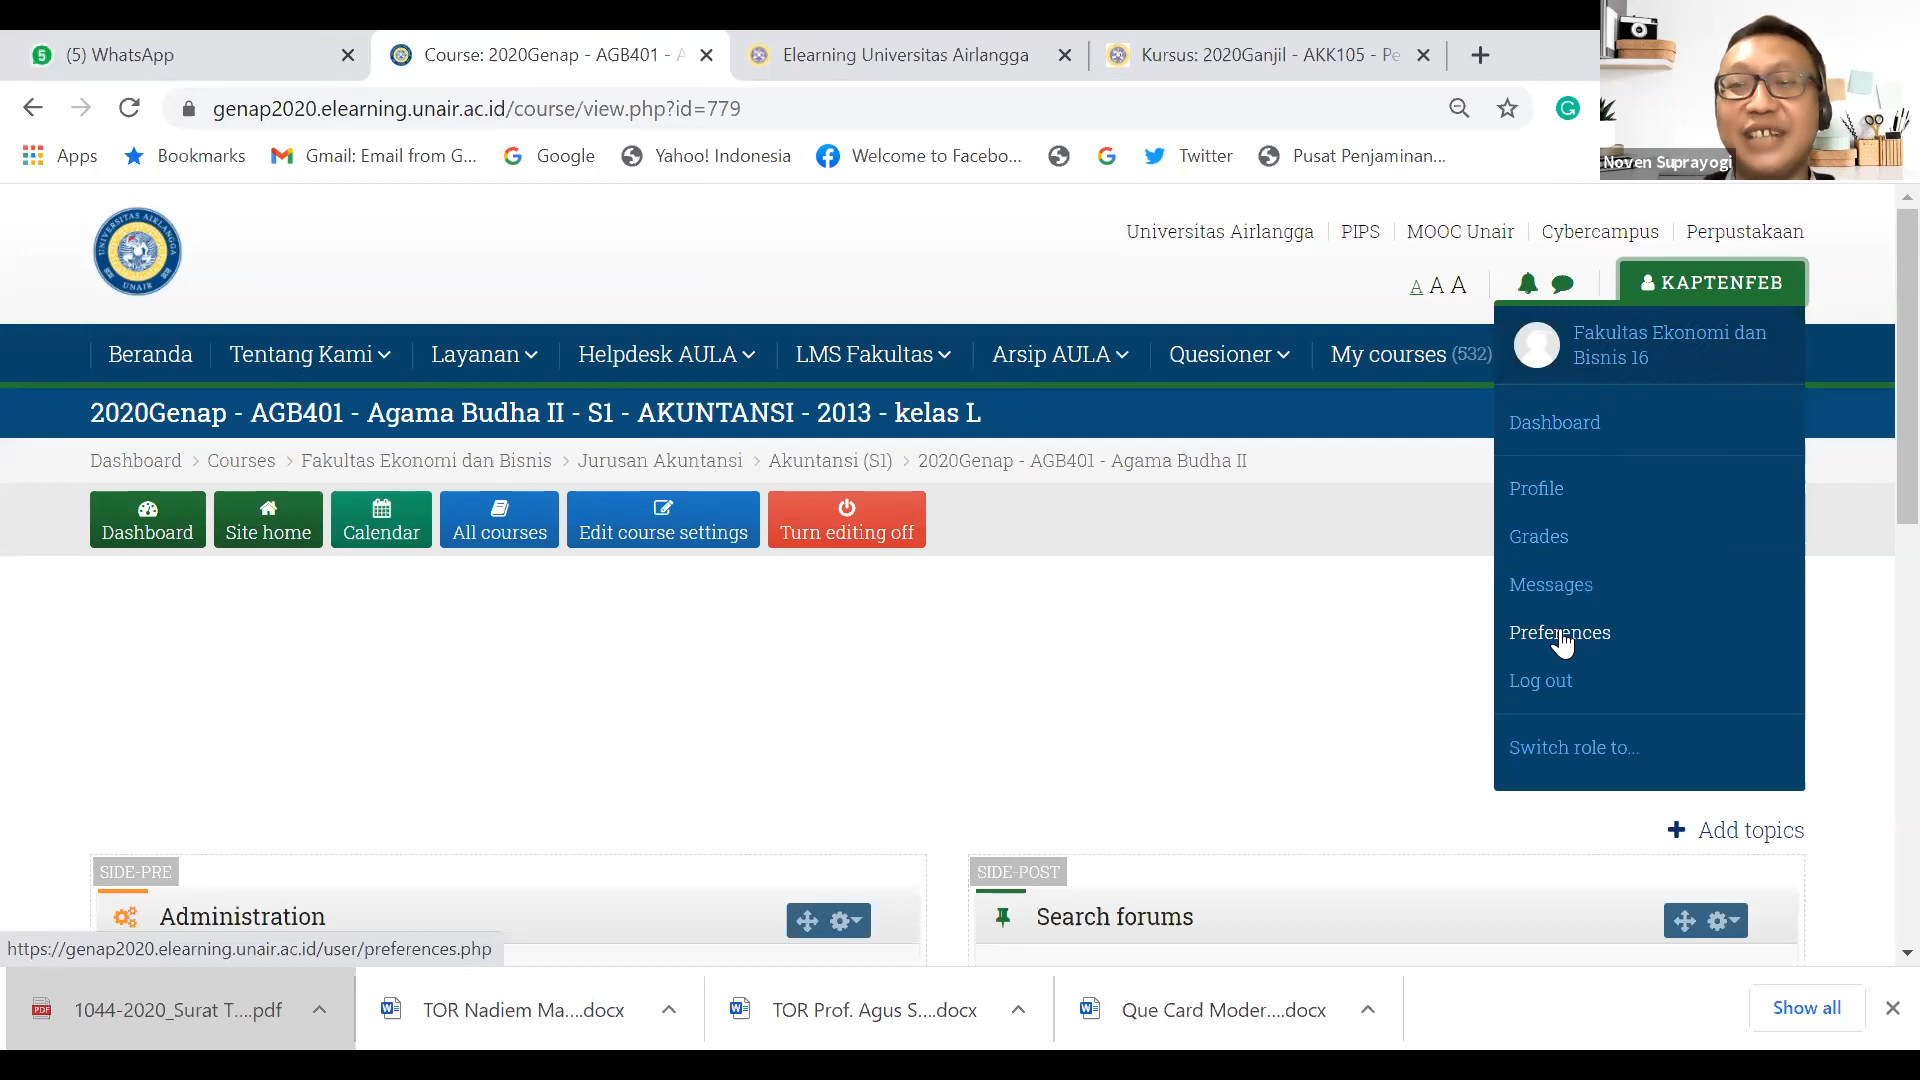 (5) WhatsApp
Course: 2020Genap - AGB401 - A
Elearning Universitas Airlangga
Kursus: 2020Ganjil - AKK105 - Pe
genap2020.elearning.unair.ac.id/course/view.php?id=779
Apps
Bookmarks
Gmail: Email from G...
Google
Yahoo! Indonesia
Welcome to Facebo...
Twitter
Pusat Penjaminan...
Noven Suprayogi
UNIVERSITAS AIRLANGGA
UNAIR
Universitas Airlangga
PIPS
MOOC Unair
Cybercampus
Perpustakaan
A A A
KAPTENFEB
Beranda
Tentang Kami
Layanan
Helpdesk AULA
LMS Fakultas
Arsip AULA
Quesioner
My courses (532)
Fakultas Ekonomi dan
Bisnis 16
Dashboard
Profile
Grades
Messages
Preferences
Log out
Switch role to...
2020Genap - AGB401 - Agama Budha II - S1 - AKUNTANSI - 2013 - kelas L
Dashboard > Courses > Fakultas Ekonomi dan Bisnis > Jurusan Akuntansi > Akuntansi (S1) > 2020Genap - AGB401 - Agama Budha II
Dashboard
Site home
Calendar
All courses
Edit course settings
Turn editing off
Add topics
SIDE-PRE
Administration
SIDE-POST
Search forums
https://genap2020.elearning.unair.ac.id/user/preferences.php
PDF
1044-2020_Surat T....pdf
TOR Nadiem Ma....docx
TOR Prof. Agus S....docx
Que Card Moder....docx
Show all